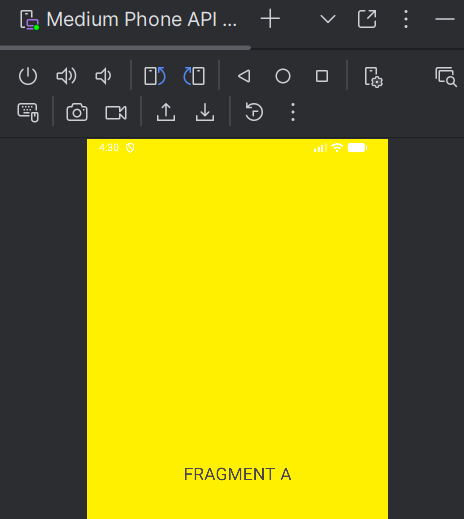 Medium Phone API ...
4:30
FRAGMENT A